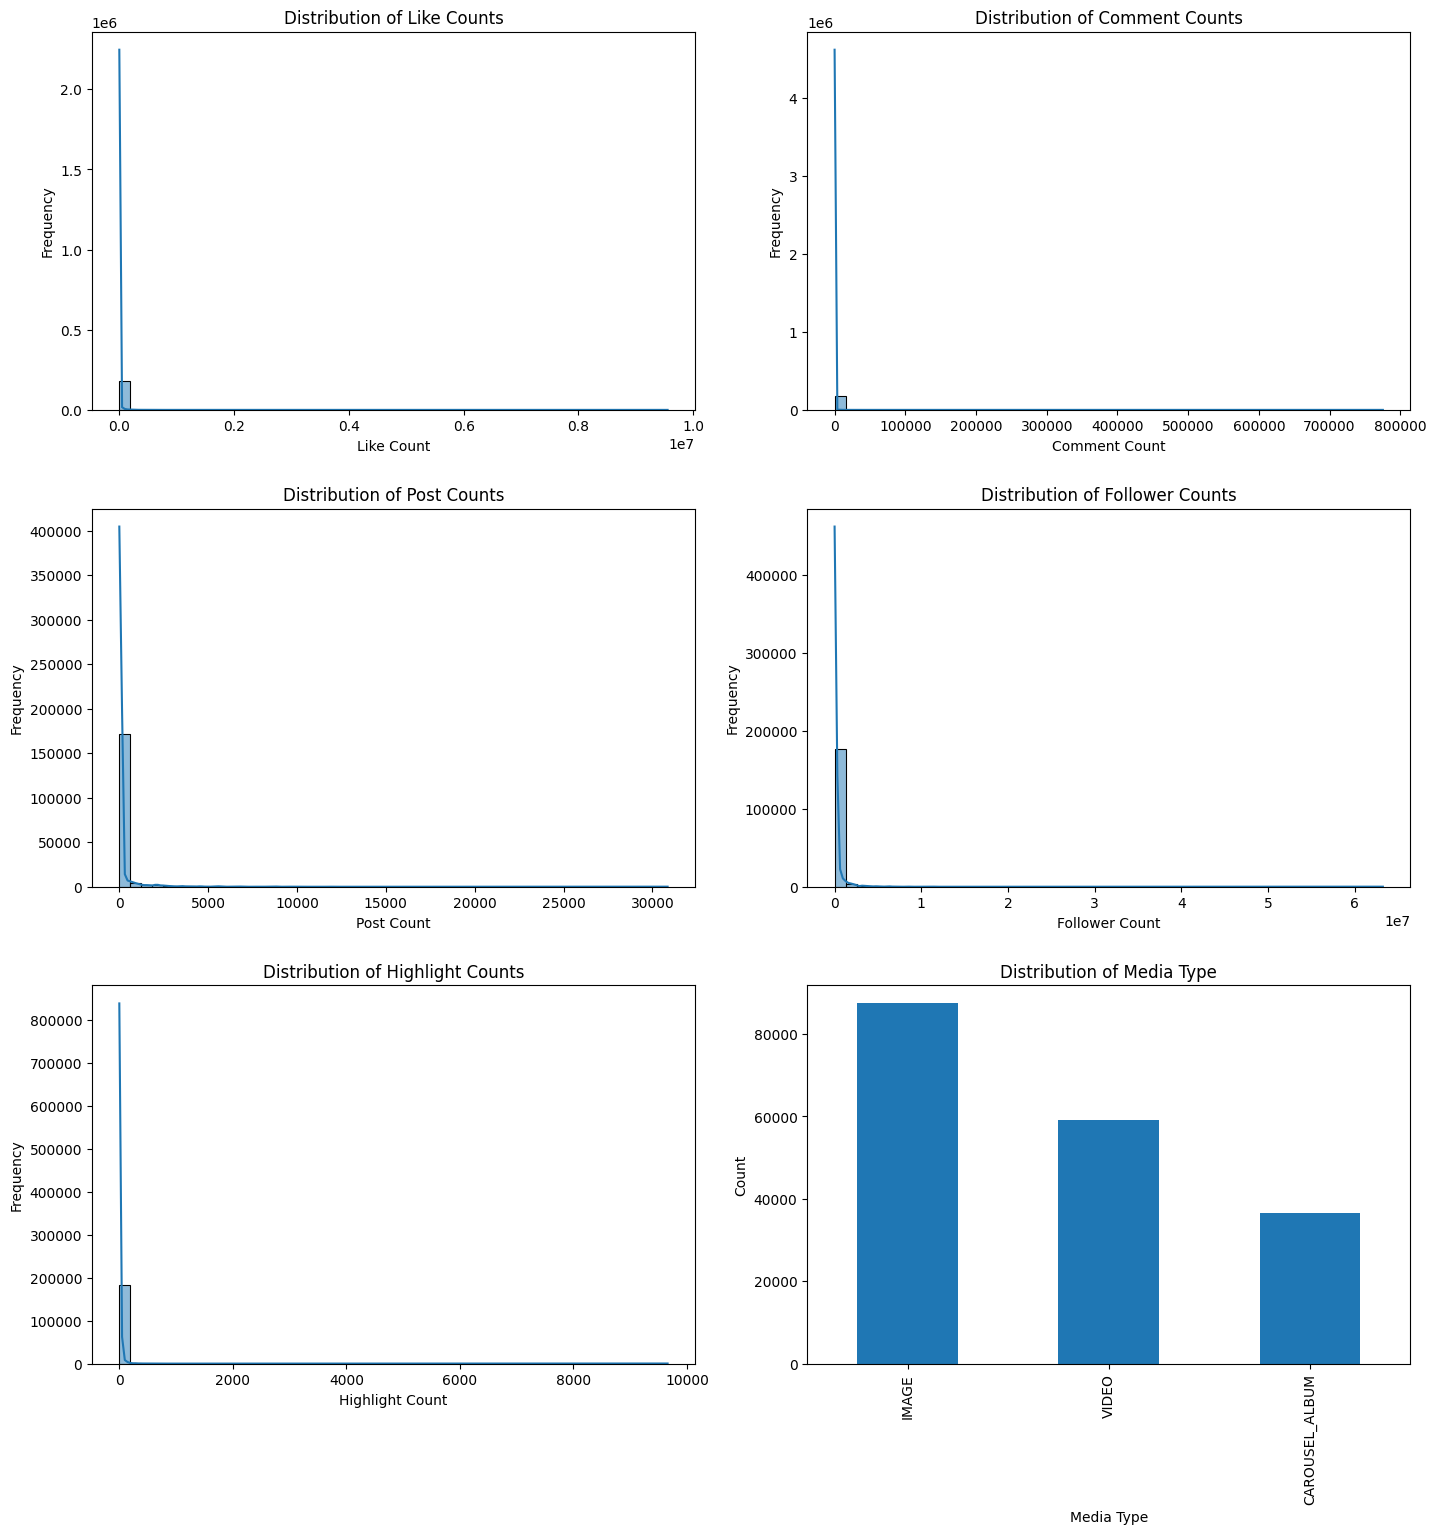 Distribution of Like Counts
1e6
2.0
1.5
1.0
0.5
0.0
Frequency
0.0 0.2 0.4 0.6 0.8 1.0
1e7
Like Count
Distribution of Comment Counts
1e6
4
3
2
1
0
Frequency
0 100000 200000 300000 400000 500000 600000 700000 800000
Comment Count
Distribution of Post Counts
400000
350000
300000
250000
200000
150000
100000
50000
0
Frequency
0 5000 10000 15000 20000 25000 30000
Post Count
Distribution of Follower Counts
400000
300000
200000
100000
0
Frequency
0 1 2 3 4 5 6
1e7
Follower Count
Distribution of Highlight Counts
800000
700000
600000
500000
400000
300000
200000
100000
0
Frequency
0 2000 4000 6000 8000 10000
Highlight Count
Distribution of Media Type
80000
60000
40000
20000
0
Count
IMAGE
VIDEO
CAROUSEL_ALBUM
Media Type